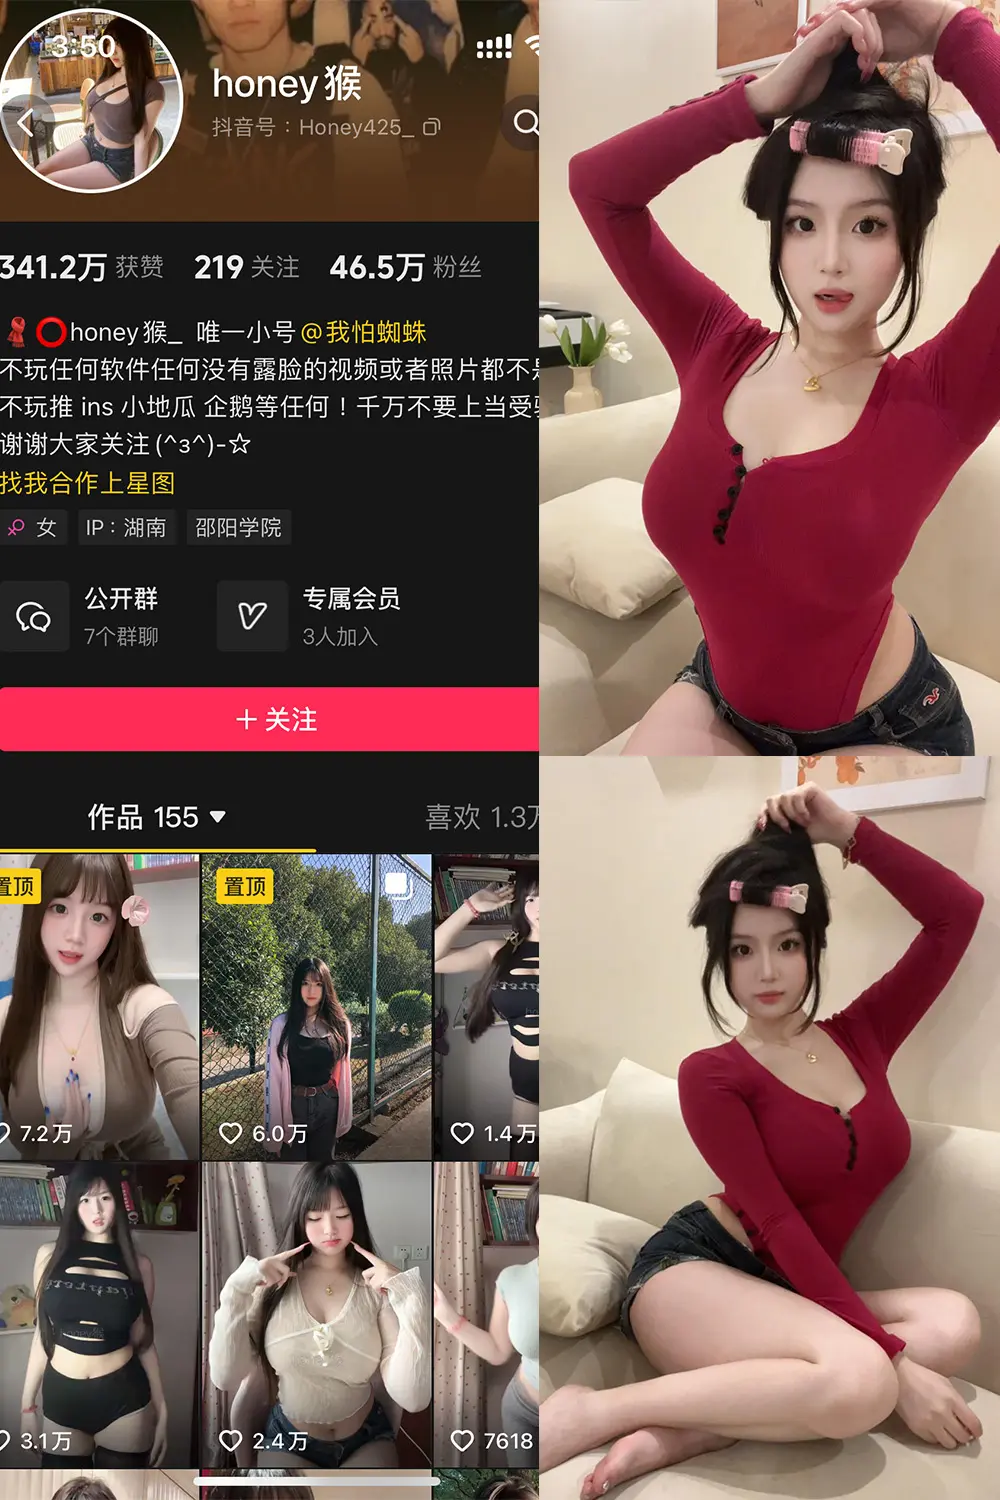 3:50
honey猴
抖音号：Honey425_
341.2万 获赞 219 关注 46.5万 粉丝
honey猴_ 唯一小号@我怕蜘蛛
不玩任何软件任何没有露脸的视频或者照片都不是
不玩推 ins 小地瓜 企鹅等任何！千万不要上当受骗
谢谢大家关注(^з^)-☆
找我合作上星图
女 IP：湖南 邵阳学院
公开群
7个群聊
专属会员
3人加入
+ 关注
作品 155
喜欢 1.3万
置顶
置顶
7.2万
6.0万
1.4万
3.1万
2.4万
7618